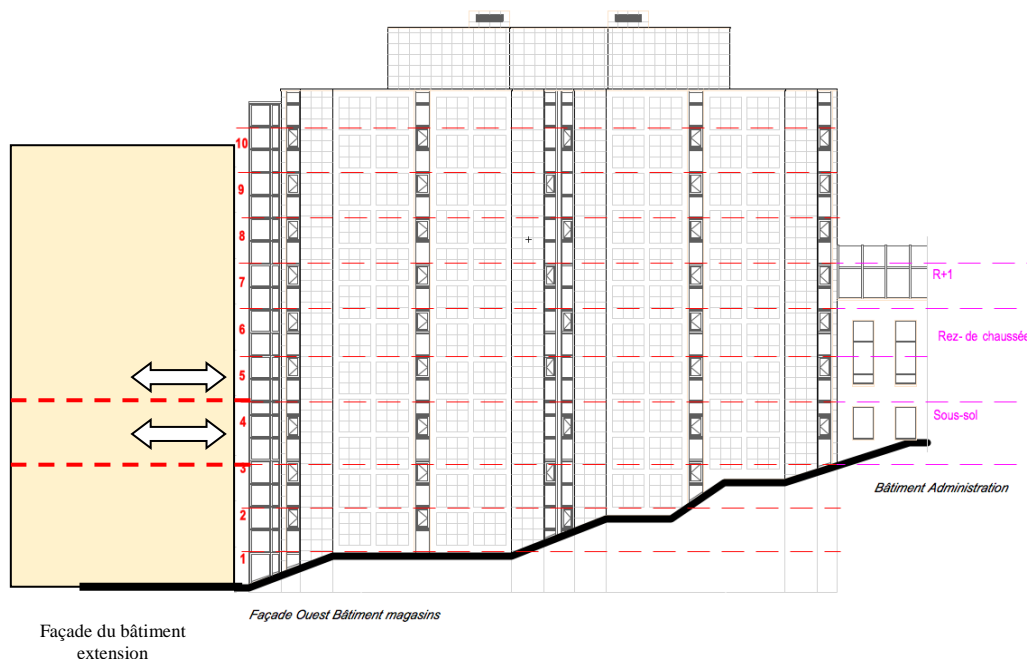 10
9
8
7
6
5
4
3
2
1
R+1
Rez- de chaussée
Sous-sol
Bâtiment Administration
Façade Ouest Bâtiment magasins
Façade du bâtiment
extension